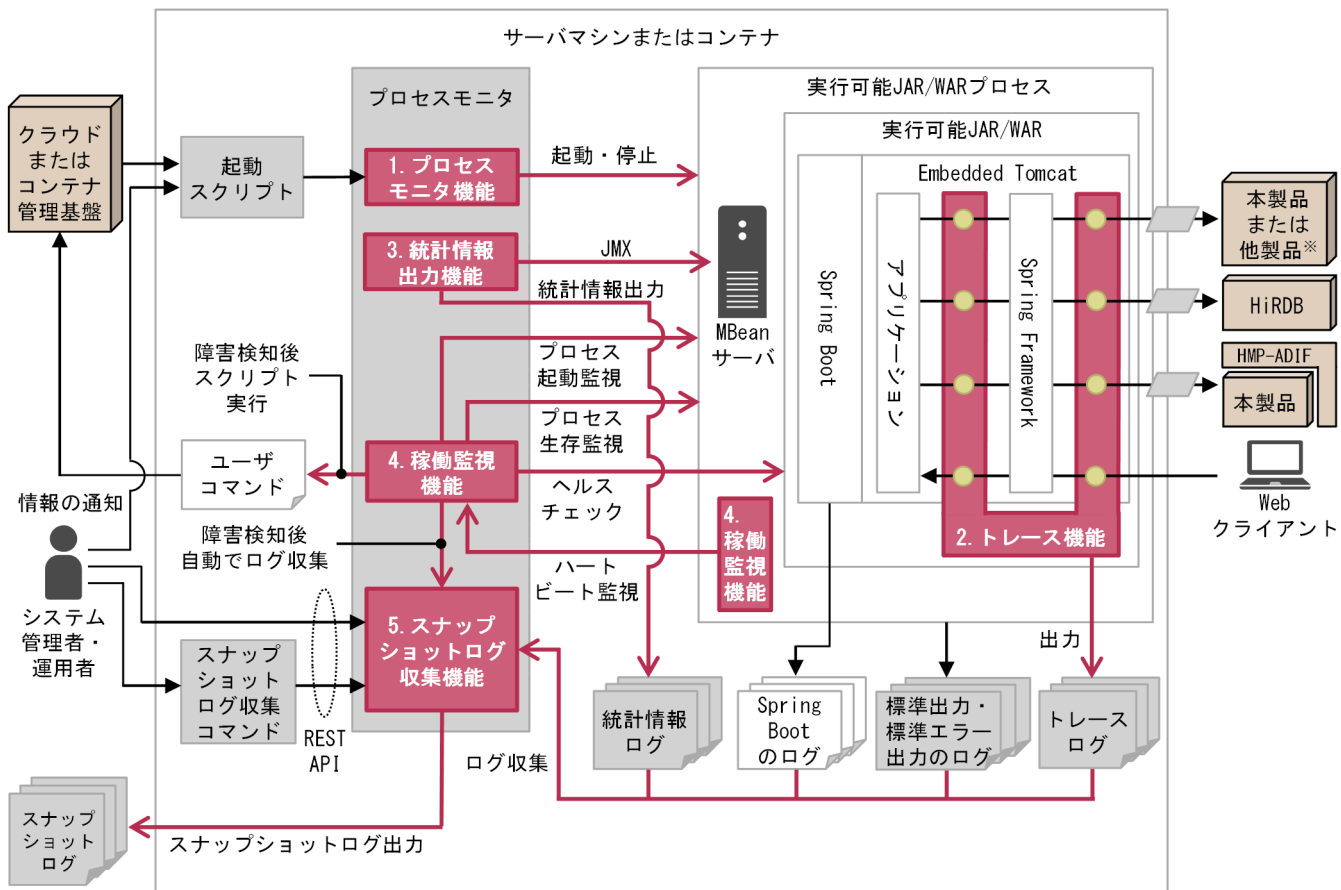 サーバマシンまたはコンテナ
プロセスモニタ
実行可能JAR/WARプロセス
実行可能JAR/WAR
クラウド
または
コンテナ
管理基盤
起動
スクリプト
1. プロセス
モニタ機能
起動・停止
Embedded Tomcat
本製品
または
他製品※
3. 統計情報
出力機能
JMX
統計情報出力
MBean
サーバ
Spring Boot
アプリケーション
Spring Framework
HiRDB
HMP-ADIF
本製品
障害検知後
スクリプト
実行
プロセス
起動監視
プロセス
生存監視
ユーザ
コマンド
4. 稼働監視
機能
ヘルス
チェック
Web
クライアント
情報の通知
障害検知後
自動でログ収集
4.
稼働
監視
機能
2. トレース機能
ハート
ビート監視
システム
管理者・
運用者
5. スナップ
ショットログ
収集機能
出力
スナップ
ショット
ログ収集
コマンド
REST
API
統計情報
ログ
Spring
Boot
のログ
標準出力・
標準エラー
出力のログ
トレース
ログ
ログ収集
スナップ
ショット
ログ
スナップショットログ出力